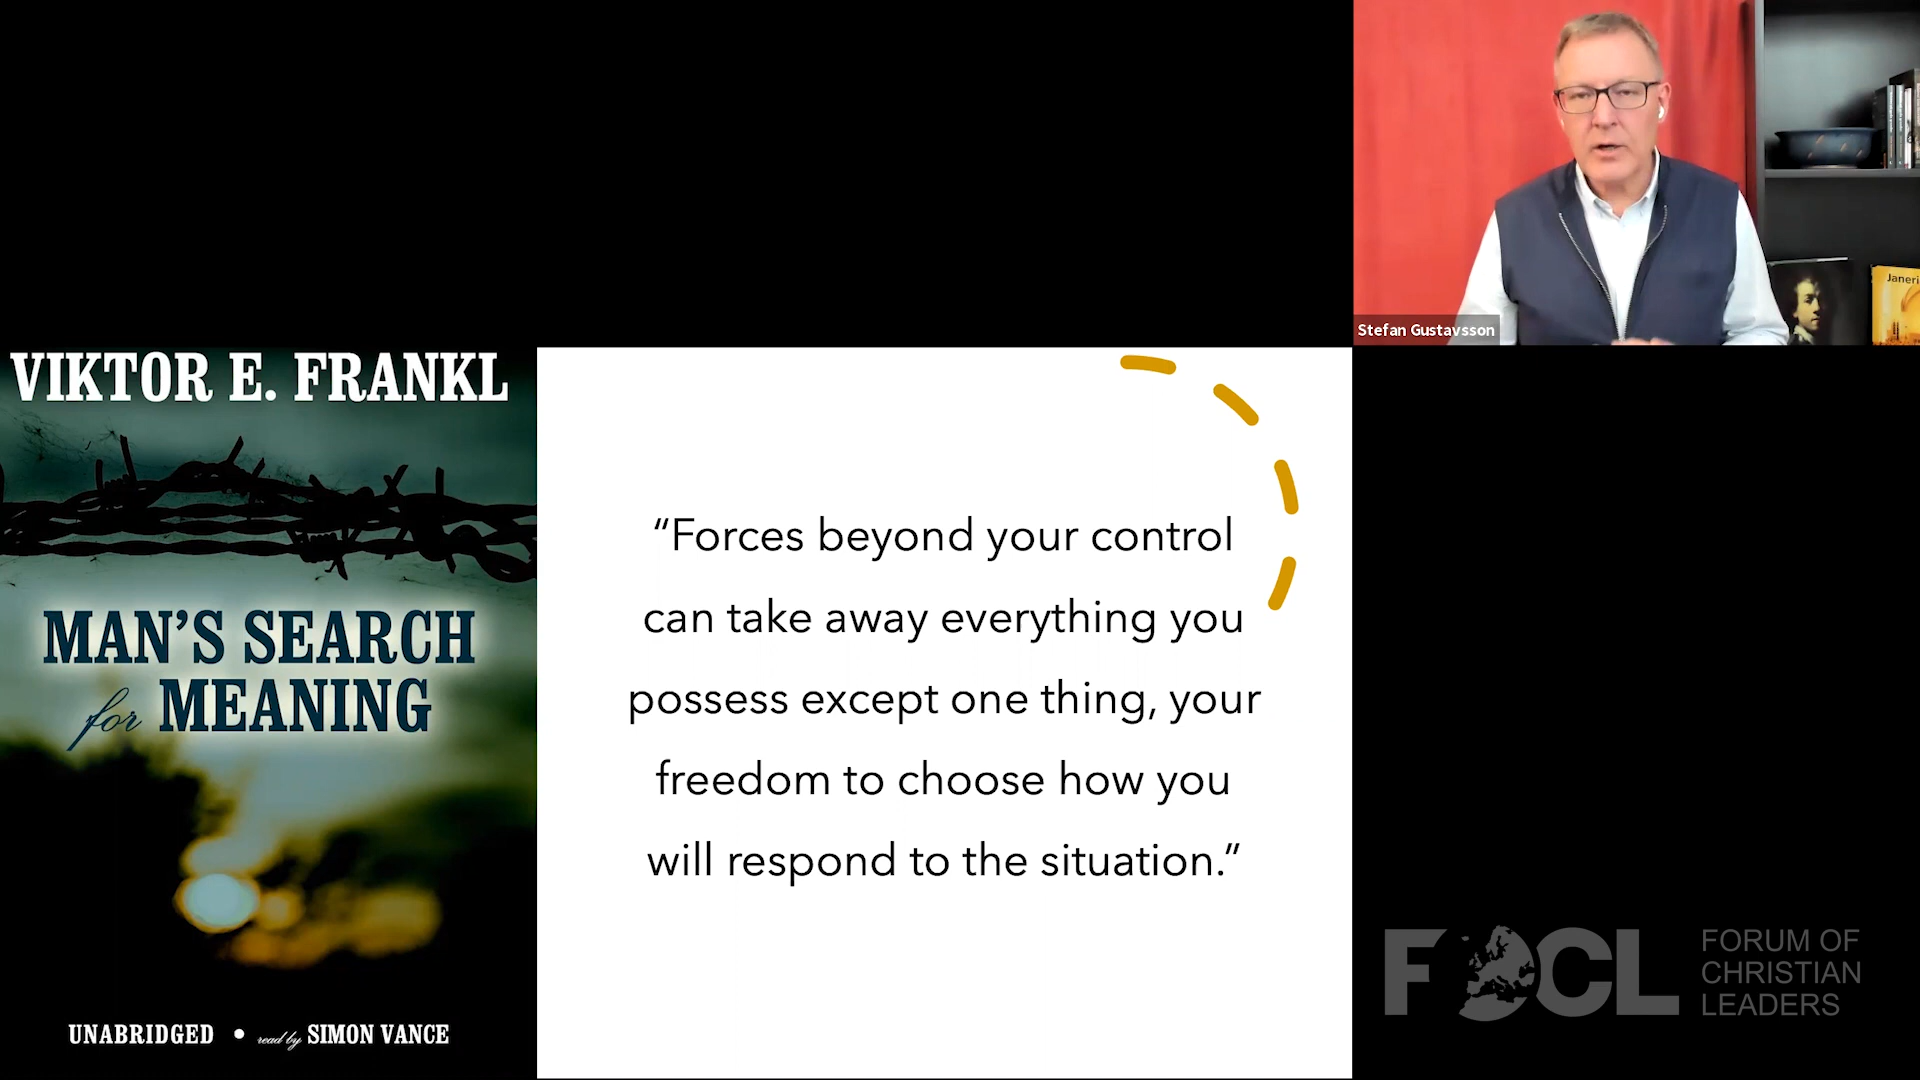 Janeri
Stefan Gustavsson
VIKTOR E. FRANKL
MAN’S SEARCH
for MEANING
UNABRIDGED • read by SIMON VANCE
“Forces beyond your control
can take away everything you
possess except one thing, your
freedom to choose how you
will respond to the situation.”
FOCL
FORUM OF
CHRISTIAN
LEADERS